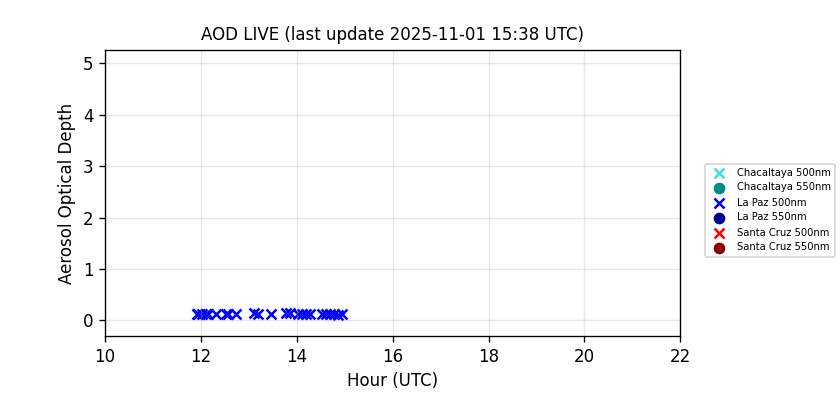 AOD LIVE (last update 2025-11-01 15:38 UTC)
Aerosol Optical Depth
5
4
3
2
1
0
10 12 14 16 18 20 22
Hour (UTC)
Chacaltaya 500nm
Chacaltaya 550nm
La Paz 500nm
La Paz 550nm
Santa Cruz 500nm
Santa Cruz 550nm